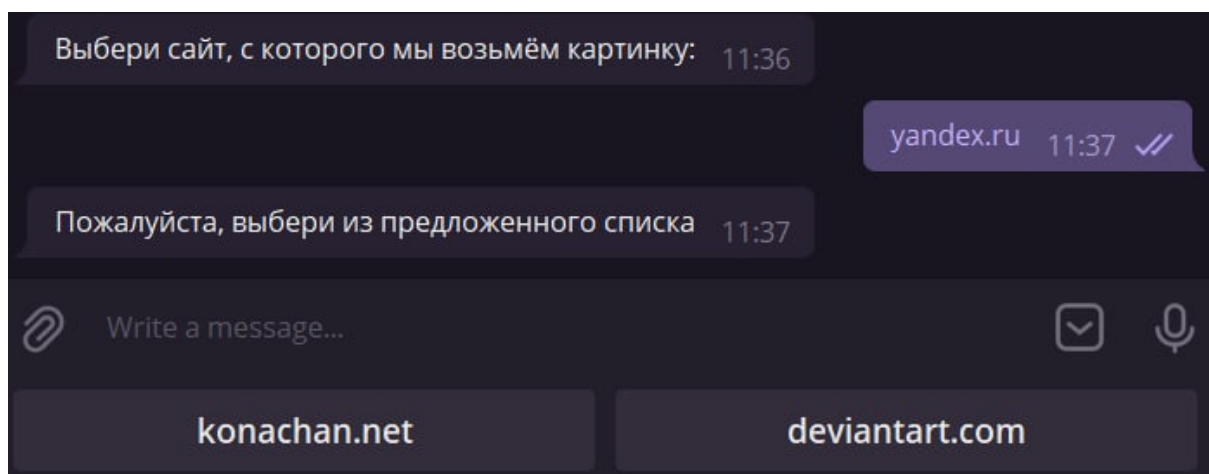 Выбери сайт, с которого мы возьмём картинку: 11:36
yandex.ru 11:37
Пожалуйста, выбери из предложенного списка 11:37
Write a message...
konachan.net deviantart.com